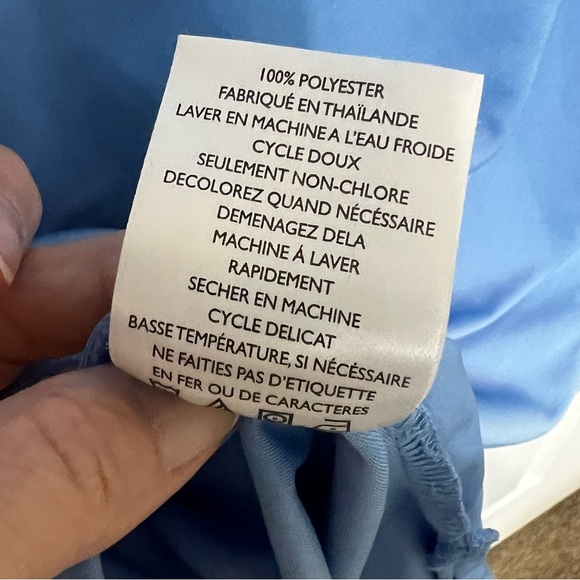 100% POLYESTER
FABRIQUÉ EN THAÏLANDE
LAVER EN MACHINE A L'EAU FROIDE
CYCLE DOUX
SEULEMENT NON-CHLORE
DECOLOREZ QUAND NÉCÉSSAIRE
DEMENAGEZ DELA
MACHINE À LAVER
RAPIDEMENT
SECHER EN MACHINE
CYCLE DELICAT
BASSE TEMPÉRATURE, SI NÉCÉSSAIRE
NE FAITIES PAS D'ETIQUETTE
EN FER OU DE CARACTERES